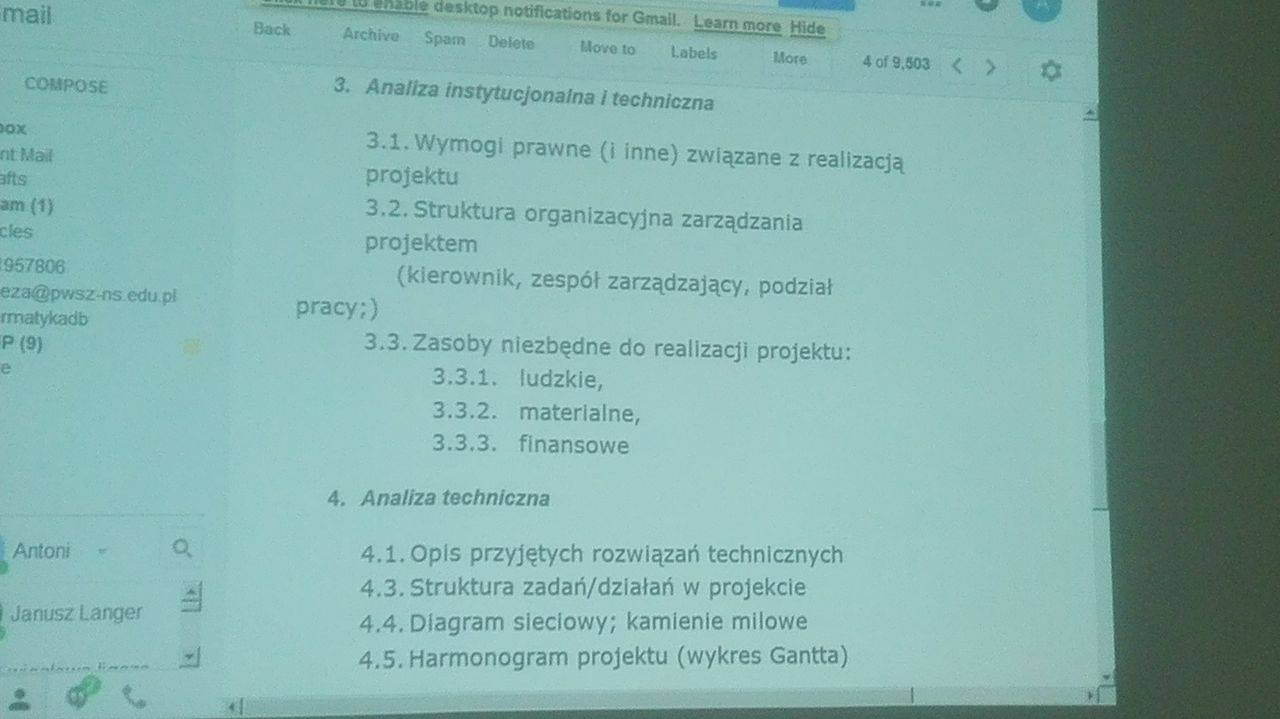 mail
to enable desktop notifications for Gmail. Learn more Hide
Back Archive Spam Delete Move to Labels More 4 of 9,503
COMPOSE
box
nt Mail
afts
am (1)
cles
957806
eza@pwsz-ns.edu.pl
rmatykadb
P (9)
e
3. Analiza instytucjonalna i techniczna
3.1. Wymogi prawne (i inne) związane z realizacją
projektu
3.2. Struktura organizacyjna zarządzania
projektem
(kierownik, zespół zarządzający, podział
pracy;)
3.3. Zasoby niezbędne do realizacji projektu:
3.3.1. ludzkie,
3.3.2. materialne,
3.3.3. finansowe
4. Analiza techniczna
4.1. Opis przyjętych rozwiązań technicznych
4.3. Struktura zadań/działań w projekcie
4.4. Diagram sieciowy; kamienie milowe
4.5. Harmonogram projektu (wykres Gantta)
Antoni
Janusz Langer